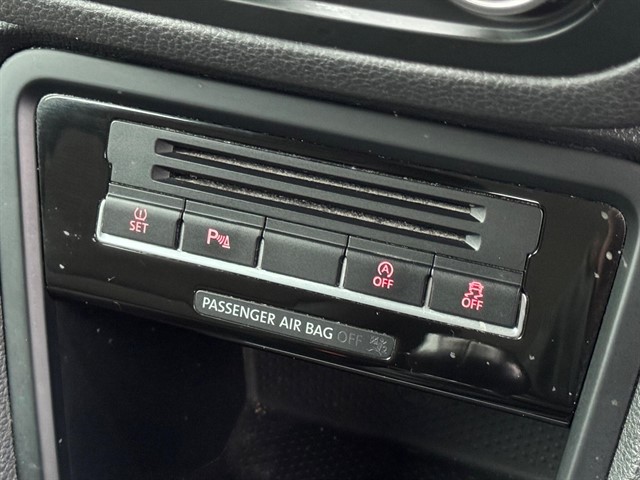 SET
P
A
OFF
OFF
PASSENGER AIR BAG OFF